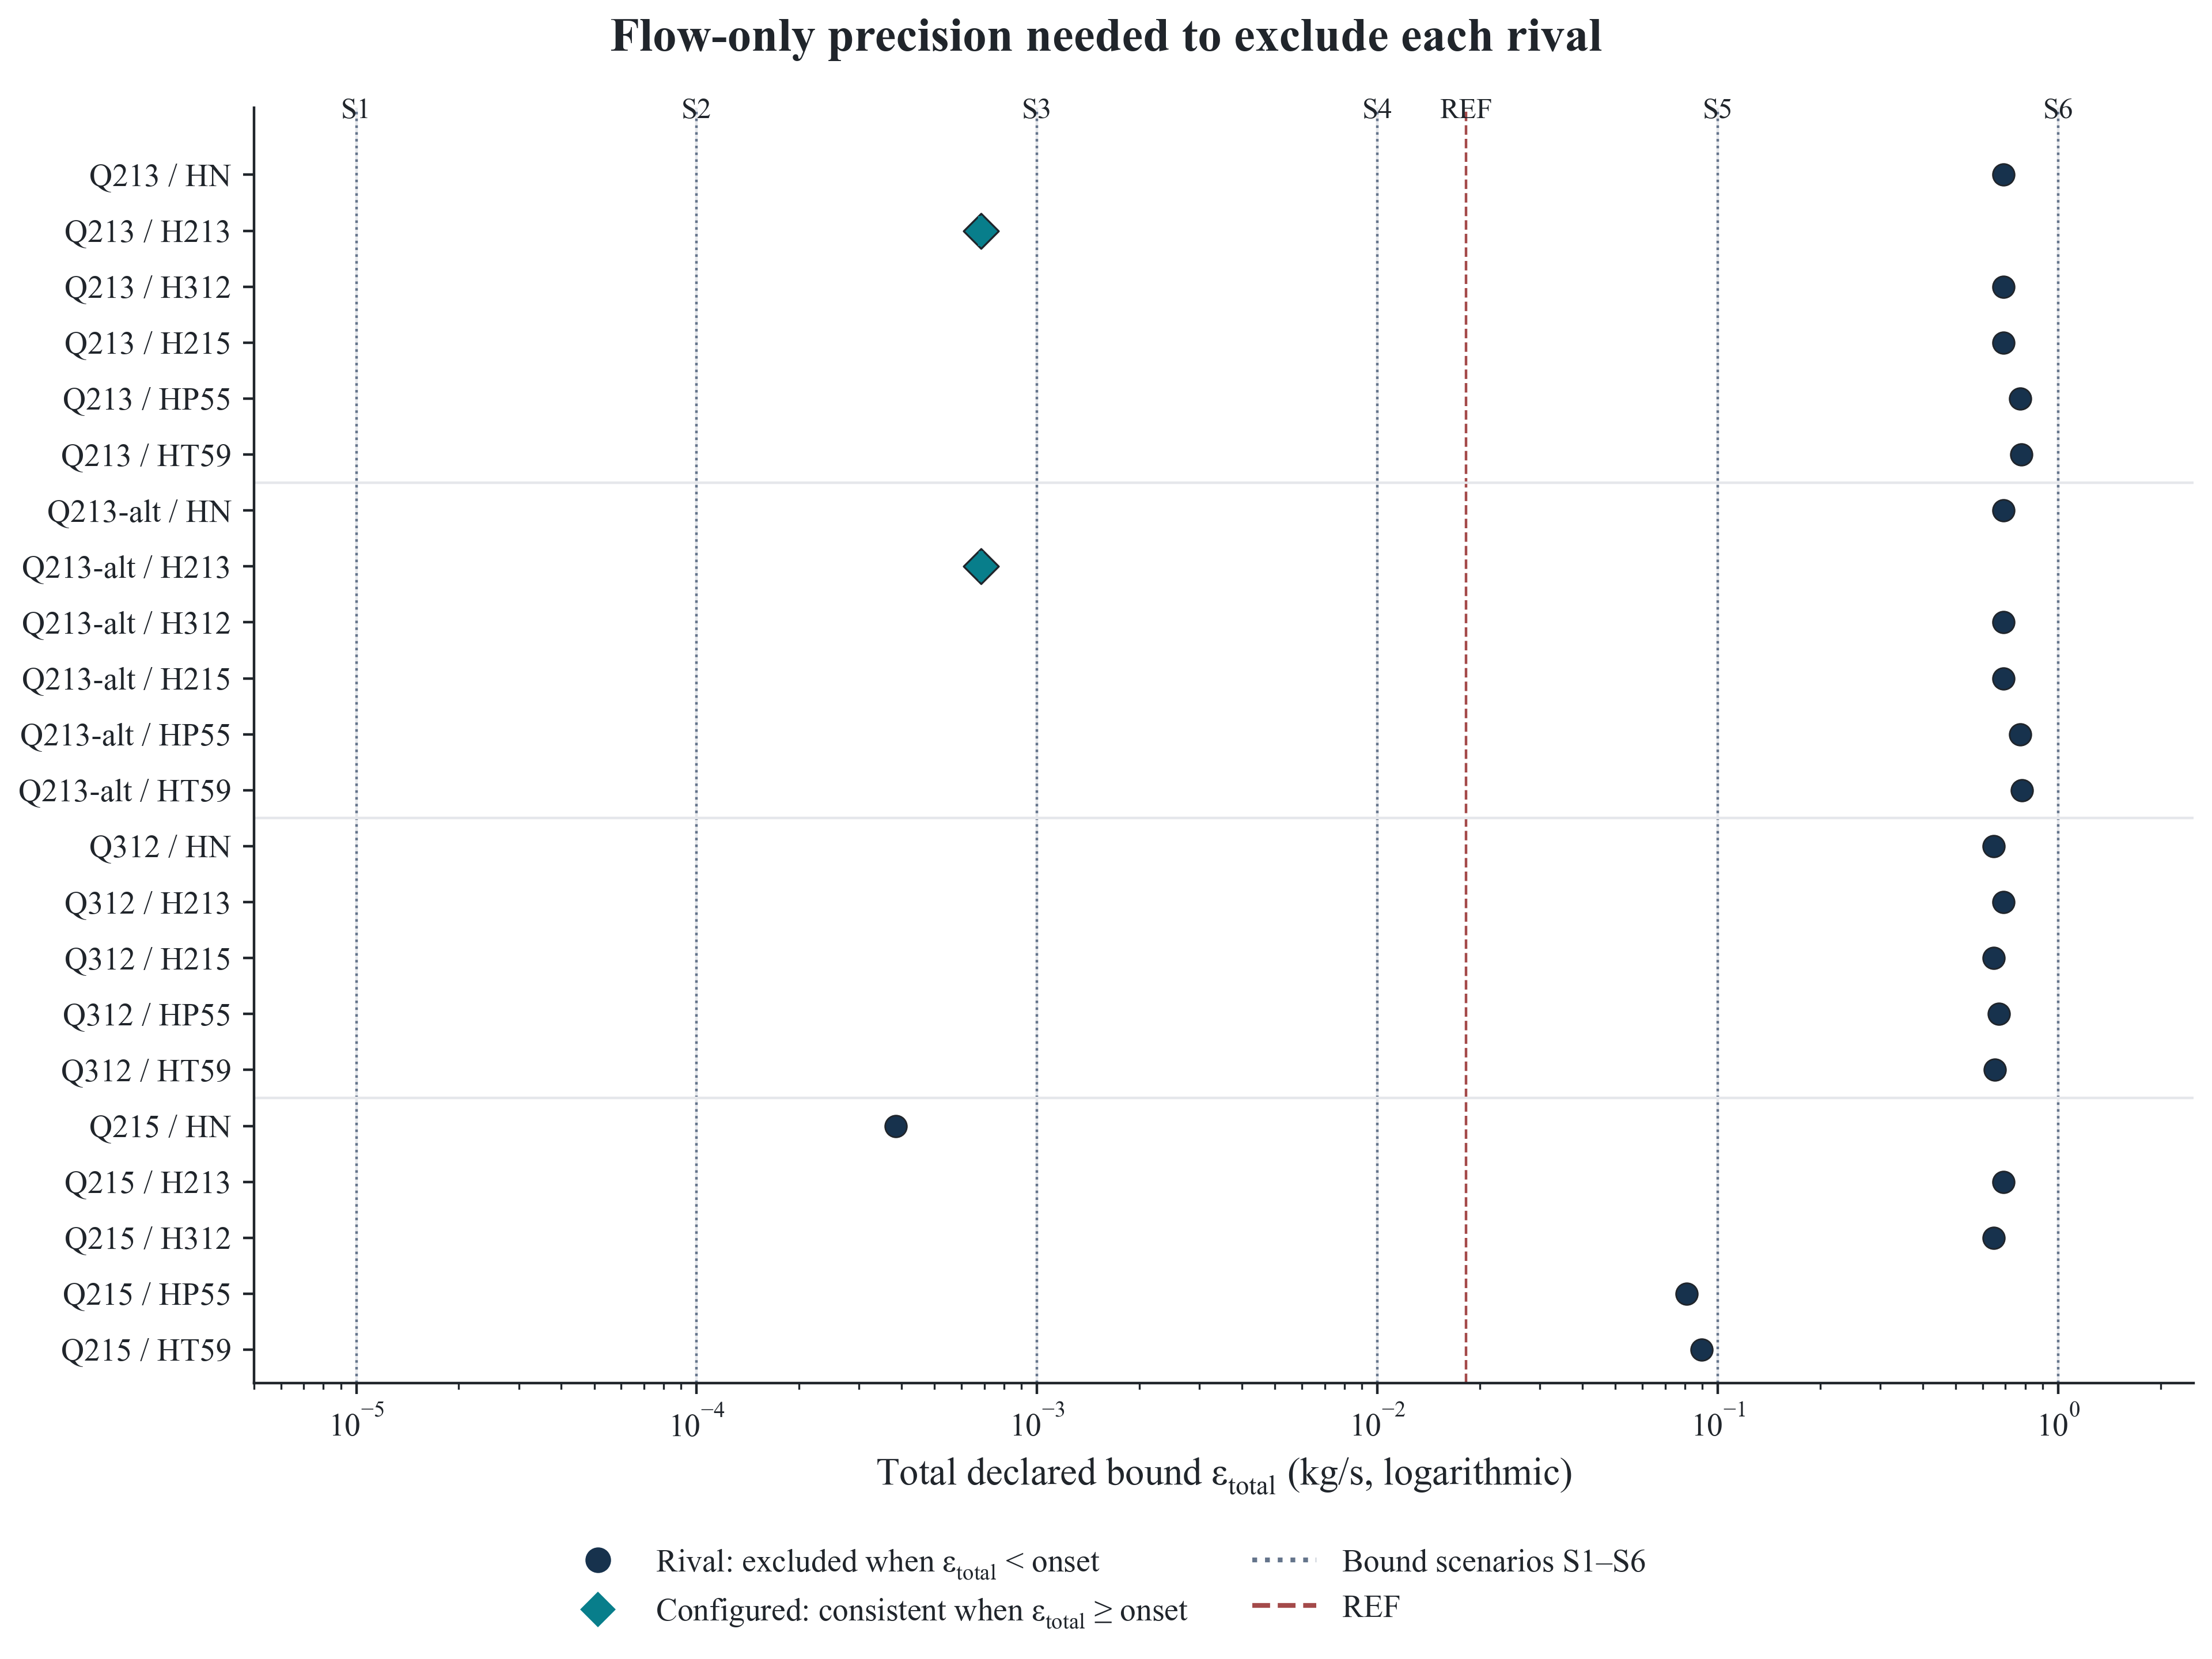 Flow-only precision needed to exclude each rival
S1 S2 S3 S4 REF S5 S6
Q213 / HN
Q213 / H213
Q213 / H312
Q213 / H215
Q213 / HP55
Q213 / HT59
Q213-alt / HN
Q213-alt / H213
Q213-alt / H312
Q213-alt / H215
Q213-alt / HP55
Q213-alt / HT59
Q312 / HN
Q312 / H213
Q312 / H215
Q312 / HP55
Q312 / HT59
Q215 / HN
Q215 / H213
Q215 / H312
Q215 / HP55
Q215 / HT59
10⁻⁵ 10⁻⁴ 10⁻³ 10⁻² 10⁻¹ 10⁰
Total declared bound ε_total (kg/s, logarithmic)
Rival: excluded when ε_total < onset
Configured: consistent when ε_total ≥ onset
Bound scenarios S1–S6
REF